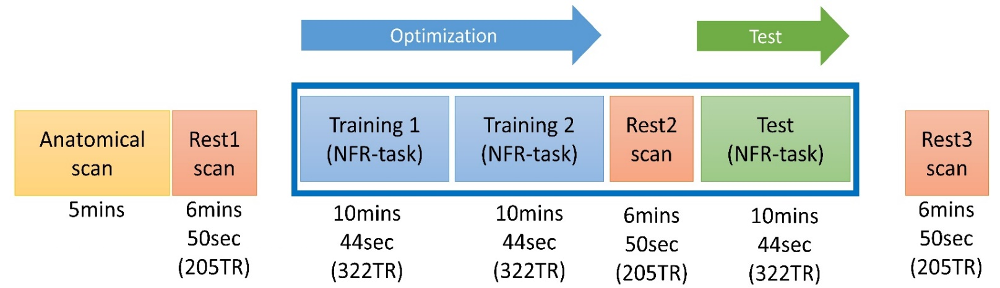 Optimization
Test
Anatomical
scan
5mins
Rest1
scan
6mins
50sec
(205TR)
Training 1
(NFR-task)
10mins
44sec
(322TR)
Training 2
(NFR-task)
10mins
44sec
(322TR)
Rest2
scan
6mins
50sec
(205TR)
Test
(NFR-task)
10mins
44sec
(322TR)
Rest3
scan
6mins
50sec
(205TR)